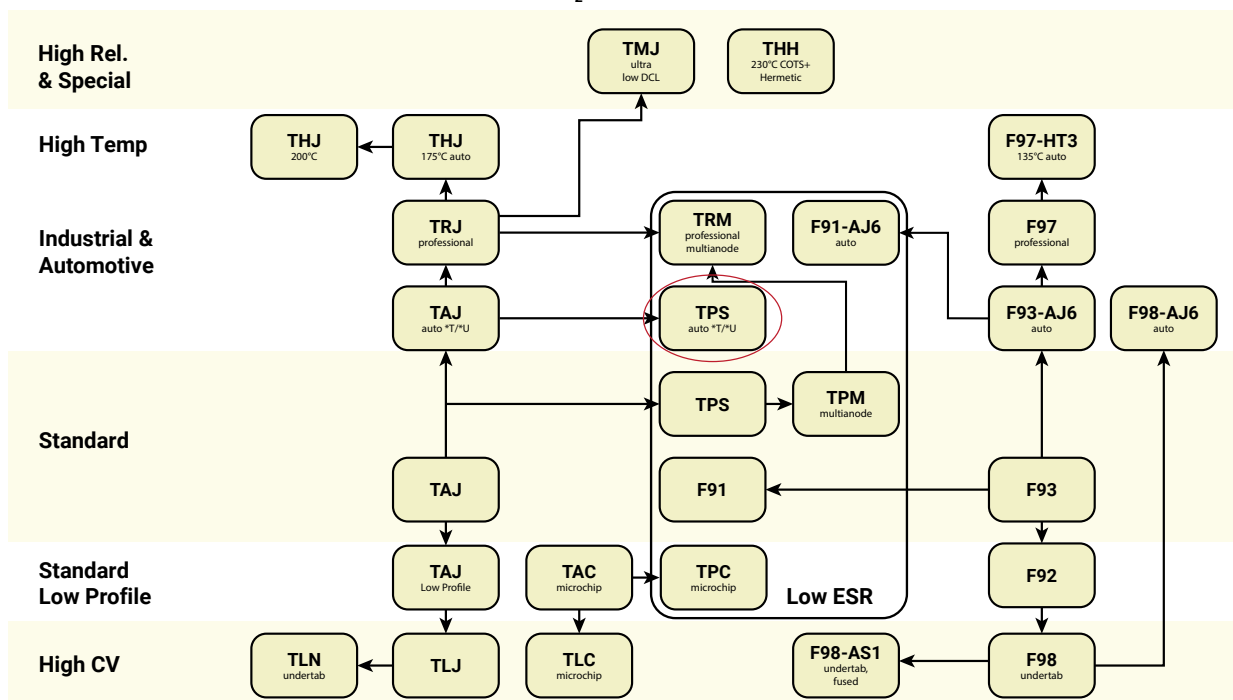 2
High Rel.
& Special
TMJ
ultra
low DCL
THH
230°C COTS+
Hermetic
High Temp
THJ
200°C
THJ
175°C auto
F97-HT3
135°C auto
Industrial &
Automotive
TRJ
professional
TRM
professional
multianode
F91-AJ6
auto
F97
professional
TAJ
auto *T/*U
TPS
auto *T/*U
F93-AJ6
auto
F98-AJ6
auto
Standard
TPS
TPM
multianode
TAJ
F91
F93
Standard
Low Profile
TAJ
Low Profile
TAC
microchip
TPC
microchip
Low ESR
F92
High CV
TLN
undertab
TLJ
TLC
microchip
F98-AS1
undertab,
fused
F98
undertab